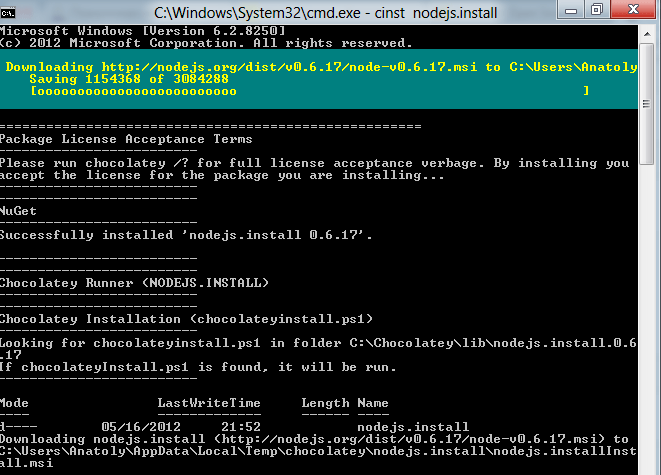 C:\Windows\System32\cmd.exe - cinst nodejs.install
Microsoft Windows [Version 6.2.8250]
(c) 2012 Microsoft Corporation. All rights reserved.
Downloading http://nodejs.org/dist/v0.6.17/node-v0.6.17.msi to C:\Users\Anatoly
Saving 1154368 of 3084288
[ooooooooooooooooooooooooo ]
=====================================================
Package License Acceptance Terms
-------------------------
Please run chocolatey /? for full license acceptance verbage. By installing you
accept the license for the package you are installing...
-------------------------
-------------------------
NuGet
-------------------------
Successfully installed 'nodejs.install 0.6.17'.
-------------------------
-------------------------
Chocolatey Runner (NODEJS.INSTALL)
-------------------------
-------------------------
Chocolatey Installation (chocolateyinstall.ps1)
-------------------------
Looking for chocolateyinstall.ps1 in folder C:\Chocolatey\lib\nodejs.install.0.6
.17
If chocolateyInstall.ps1 is found, it will be run.
-------------------------
Mode LastWriteTime Length Name
---- ------------- ------ ----
d---- 05/16/2012 21:52 nodejs.install
Downloading nodejs.install (http://nodejs.org/dist/v0.6.17/node-v0.6.17.msi) to
C:\Users\Anatoly\AppData\Local\Temp\chocolatey\nodejs.install\nodejs.installInst
all.msi